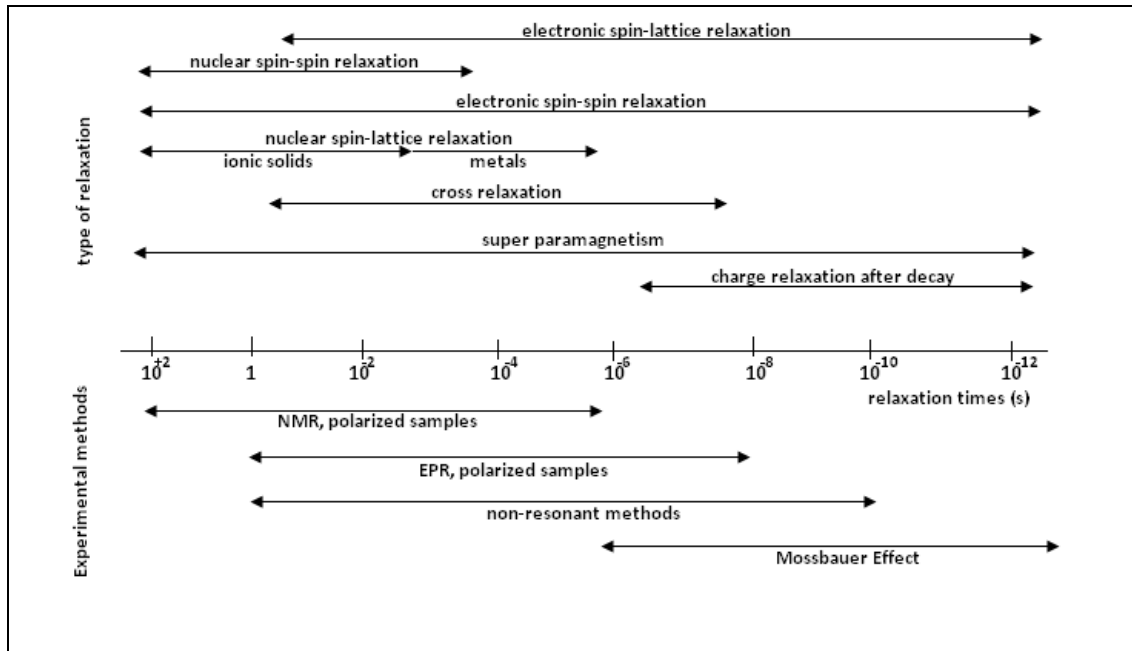 electronic spin-lattice relaxation
nuclear spin-spin relaxation
electronic spin-spin relaxation
nuclear spin-lattice relaxation
ionic solids metals
cross relaxation
super paramagnetism
charge relaxation after decay
type of relaxation
10+2 1 10-2 10-4 10-6 10-8 10-10 10-12
relaxation times (s)
NMR, polarized samples
EPR, polarized samples
non-resonant methods
Mossbauer Effect
Experimental methods